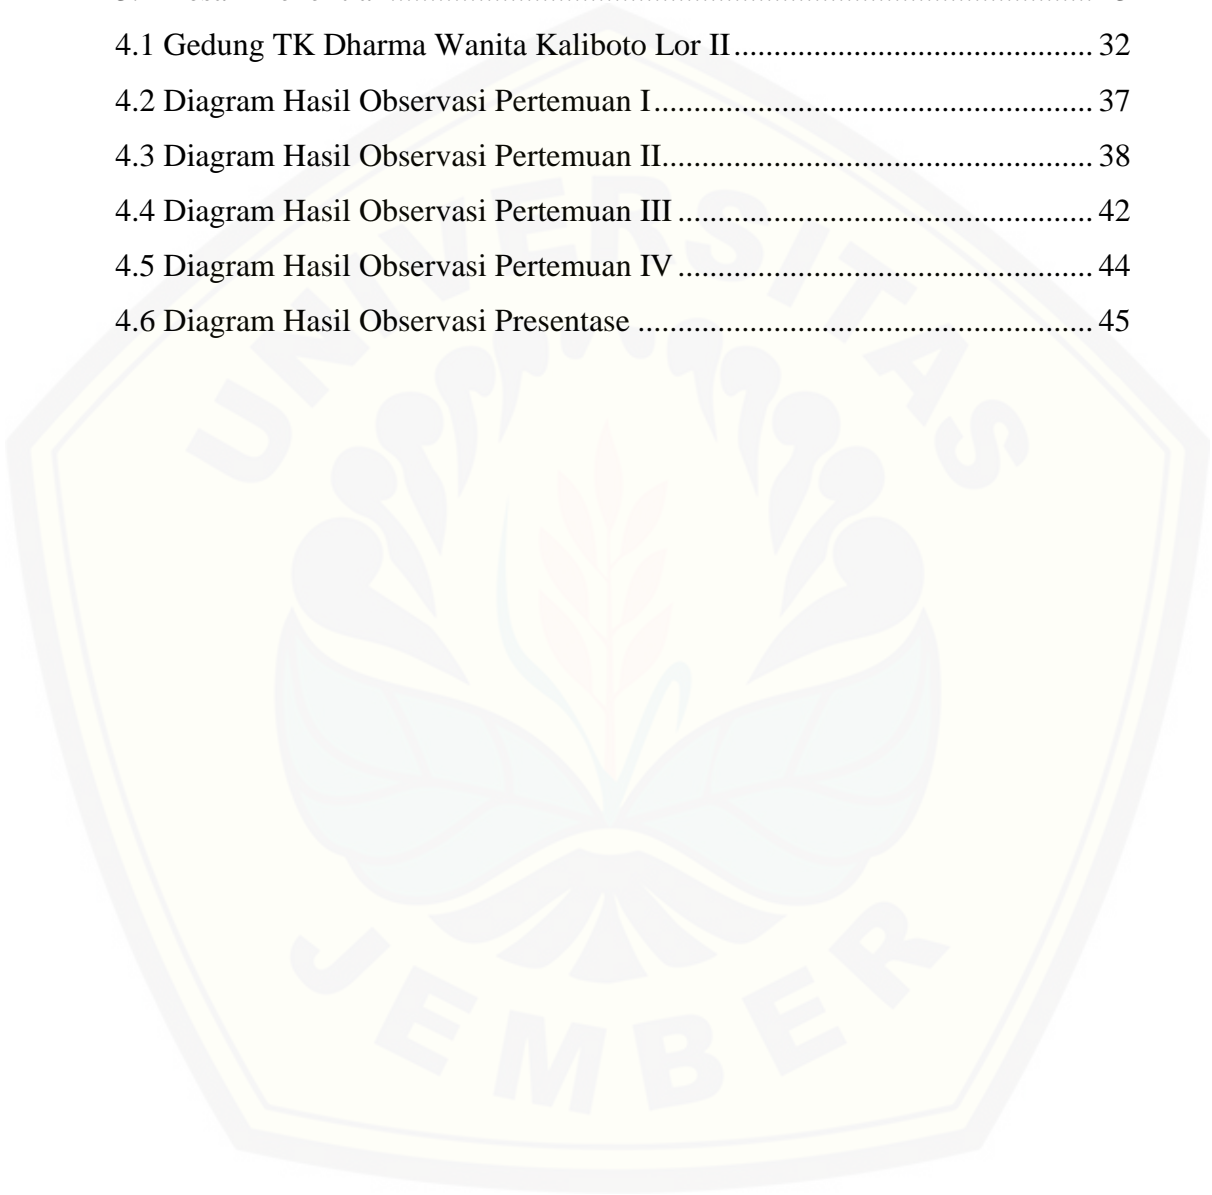 4.1 Gedung TK Dharma Wanita Kaliboto Lor II............................................. 32
4.2 Diagram Hasil Observasi Pertemuan I....................................................... 37
4.3 Diagram Hasil Observasi Pertemuan II...................................................... 38
4.4 Diagram Hasil Observasi Pertemuan III .................................................... 42
4.5 Diagram Hasil Observasi Pertemuan IV .................................................... 44
4.6 Diagram Hasil Observasi Presentase ......................................................... 45
UNIVERSITAS
JEMBER